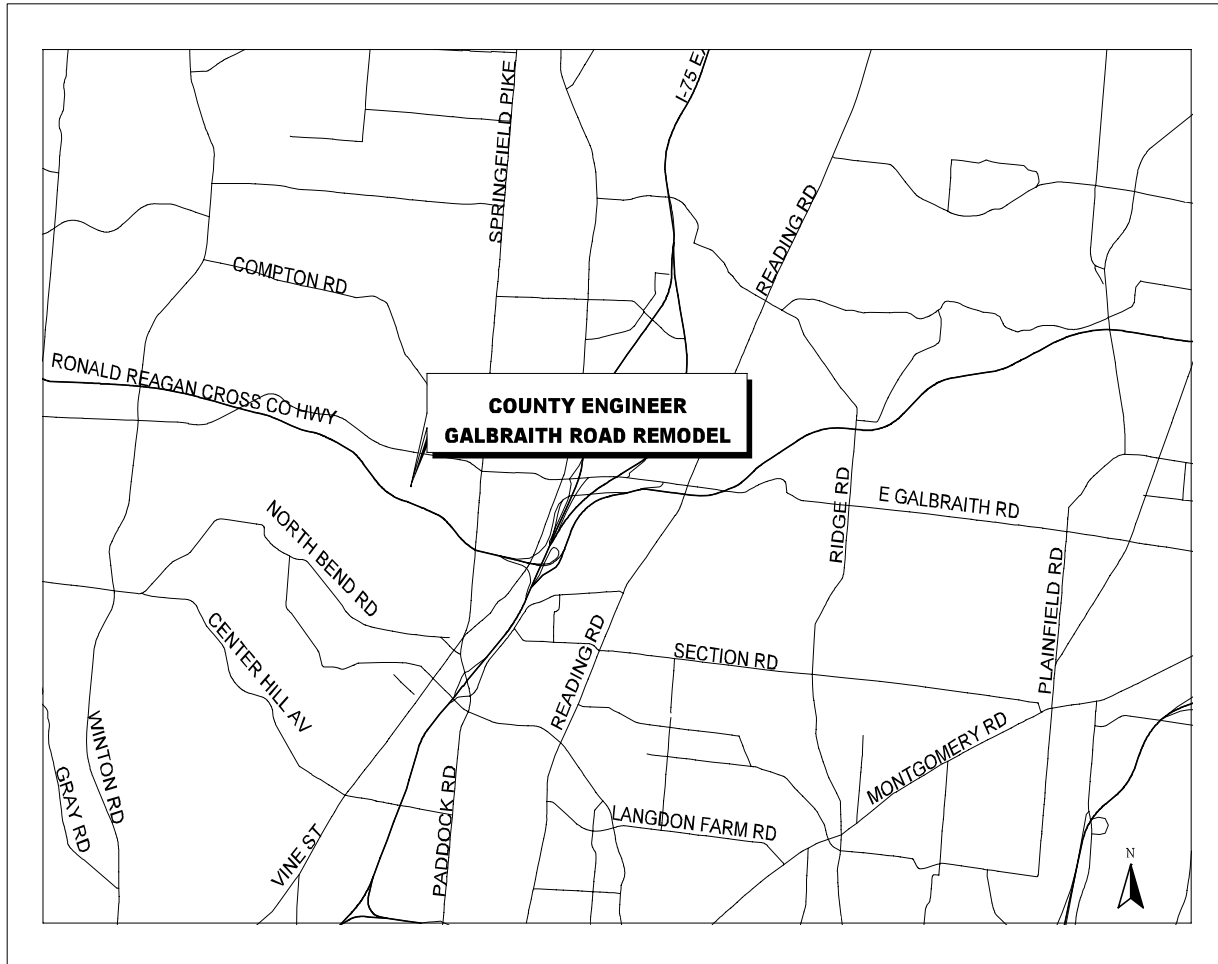 SPRINGFIELD PIKE
I-75 EX
READING RD
COMPTON RD
RONALD REAGAN CROSS CO HWY
COUNTY ENGINEER
GALBRAITH ROAD REMODEL
E GALBRAITH RD
RIDGE RD
NORTH BEND RD
PLAINFIELD RD
CENTER HILL AV
READING RD
SECTION RD
WINTON RD
GRAY RD
MONTGOMERY RD
PADDOCK RD
LANGDON FARM RD
VINE ST
N